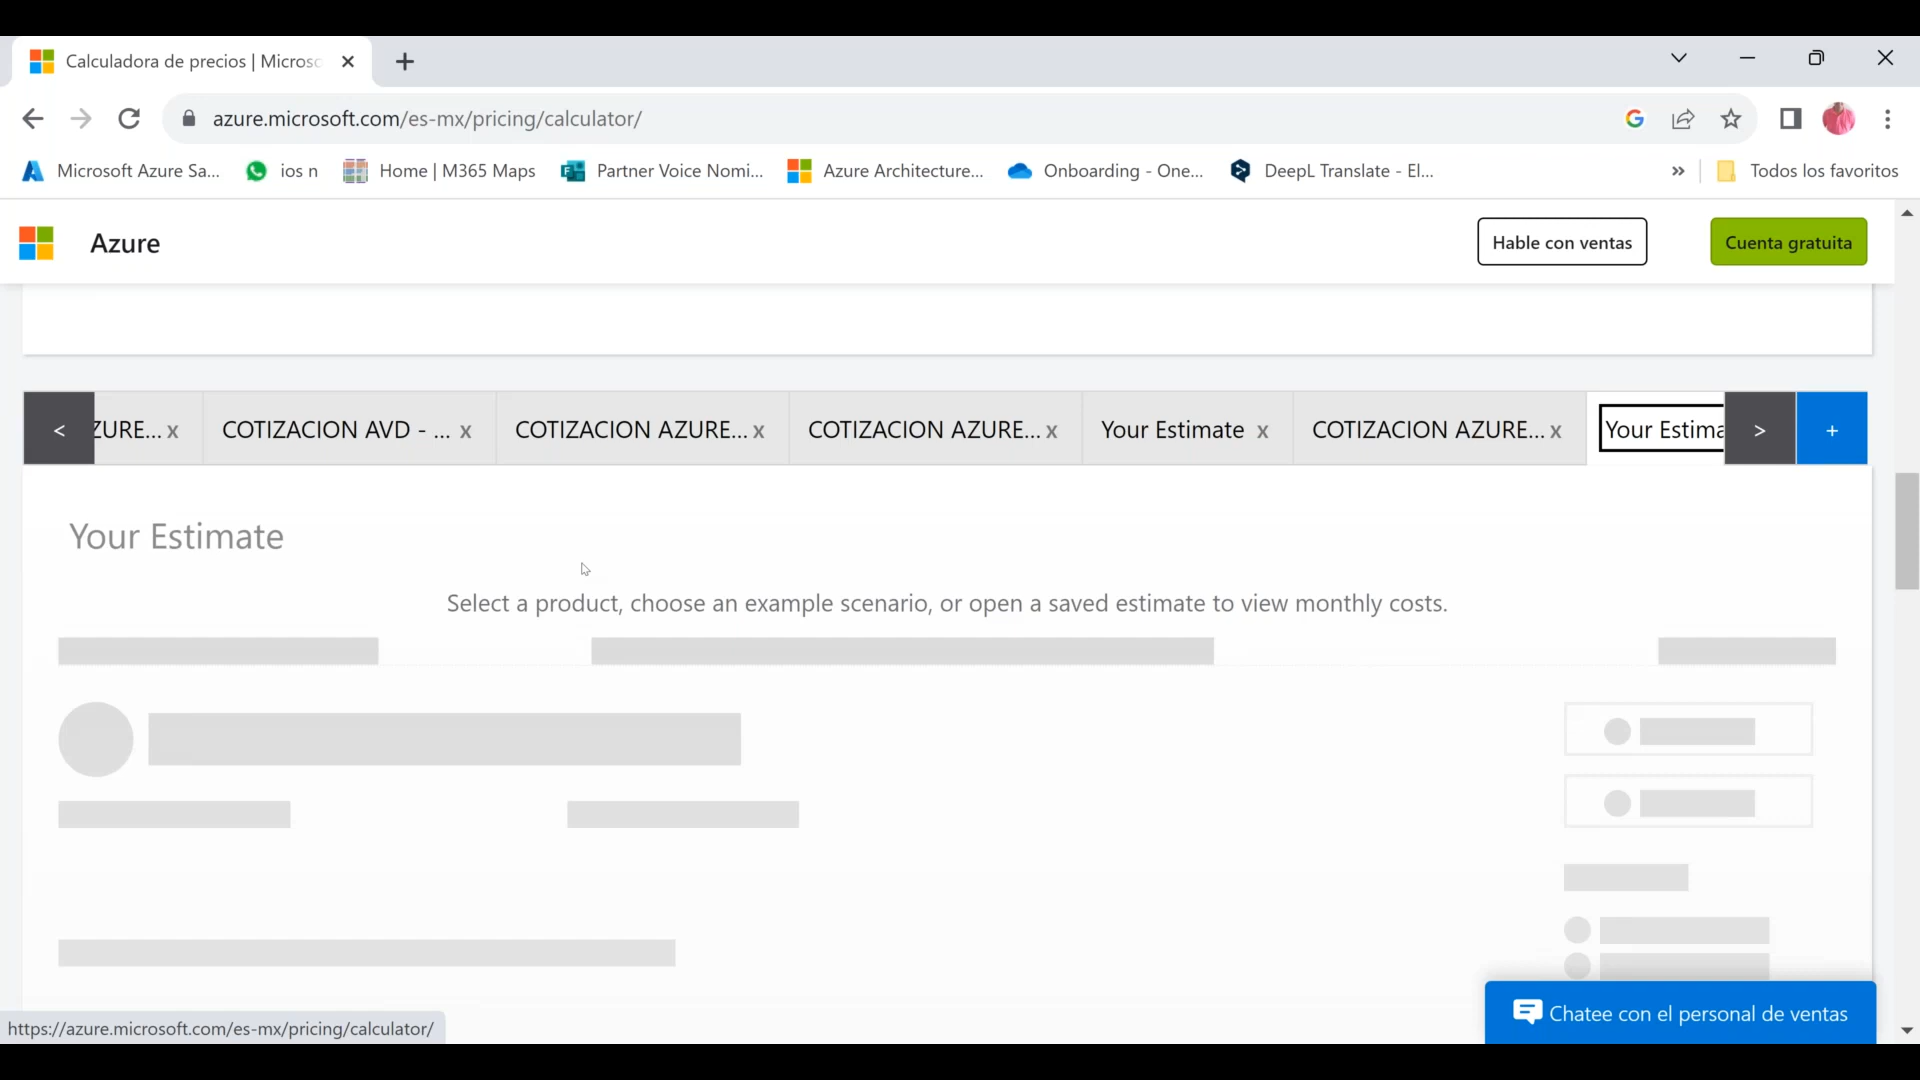 Calculadora de precios | Microso
azure.microsoft.com/es-mx/pricing/calculator/
Microsoft Azure Sa... ios n Home | M365 Maps Partner Voice Nomi... Azure Architecture... Onboarding - One... DeepL Translate - El... » Todos los favoritos
Azure Hable con ventas Cuenta gratuita
< ZURE... x COTIZACION AVD - ... x COTIZACION AZURE... x COTIZACION AZURE... x Your Estimate x COTIZACION AZURE... x Your Estima > +
Your Estimate
Select a product, choose an example scenario, or open a saved estimate to view monthly costs.
Chatee con el personal de ventas
https://azure.microsoft.com/es-mx/pricing/calculator/